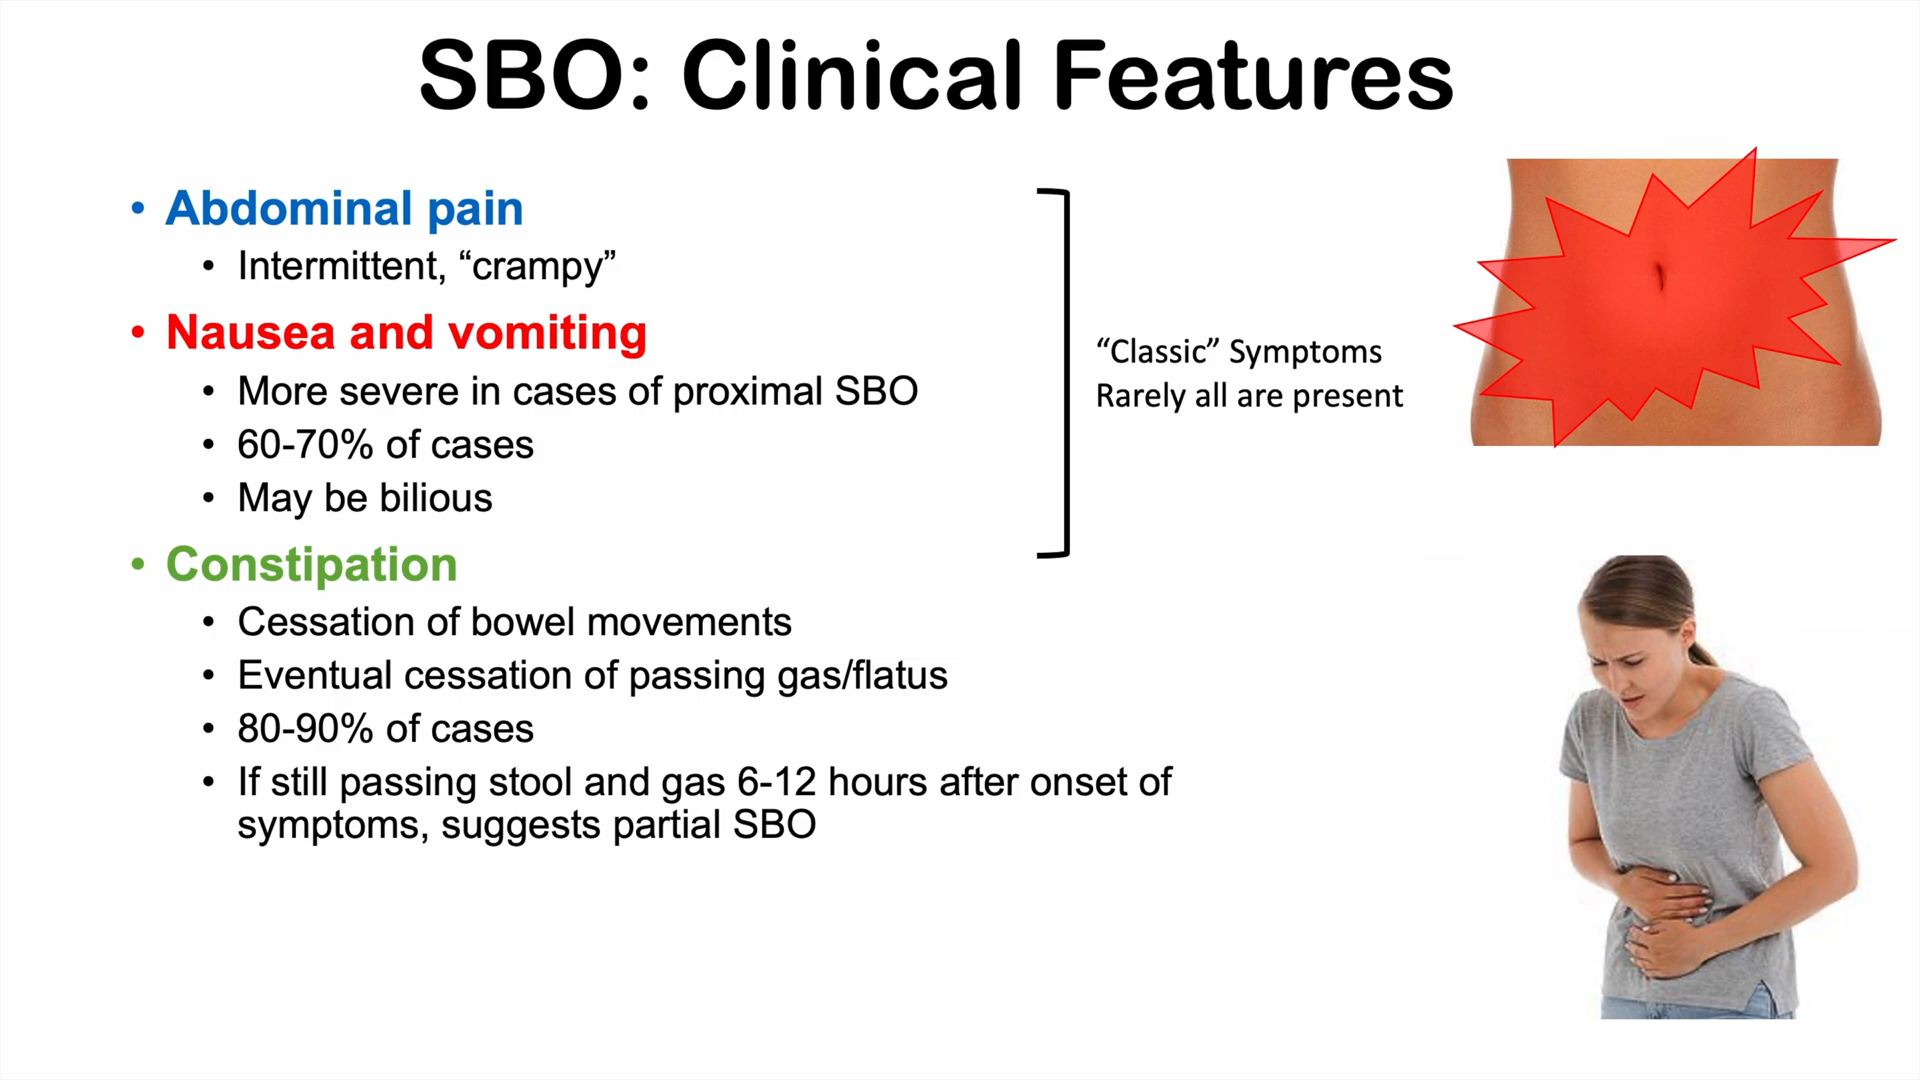 SBO: Clinical Features
• Abdominal pain
• Intermittent, “crampy”
• Nausea and vomiting
• More severe in cases of proximal SBO
• 60-70% of cases
• May be bilious
• Constipation
• Cessation of bowel movements
• Eventual cessation of passing gas/flatus
• 80-90% of cases
• If still passing stool and gas 6-12 hours after onset of
symptoms, suggests partial SBO
“Classic” Symptoms
Rarely all are present